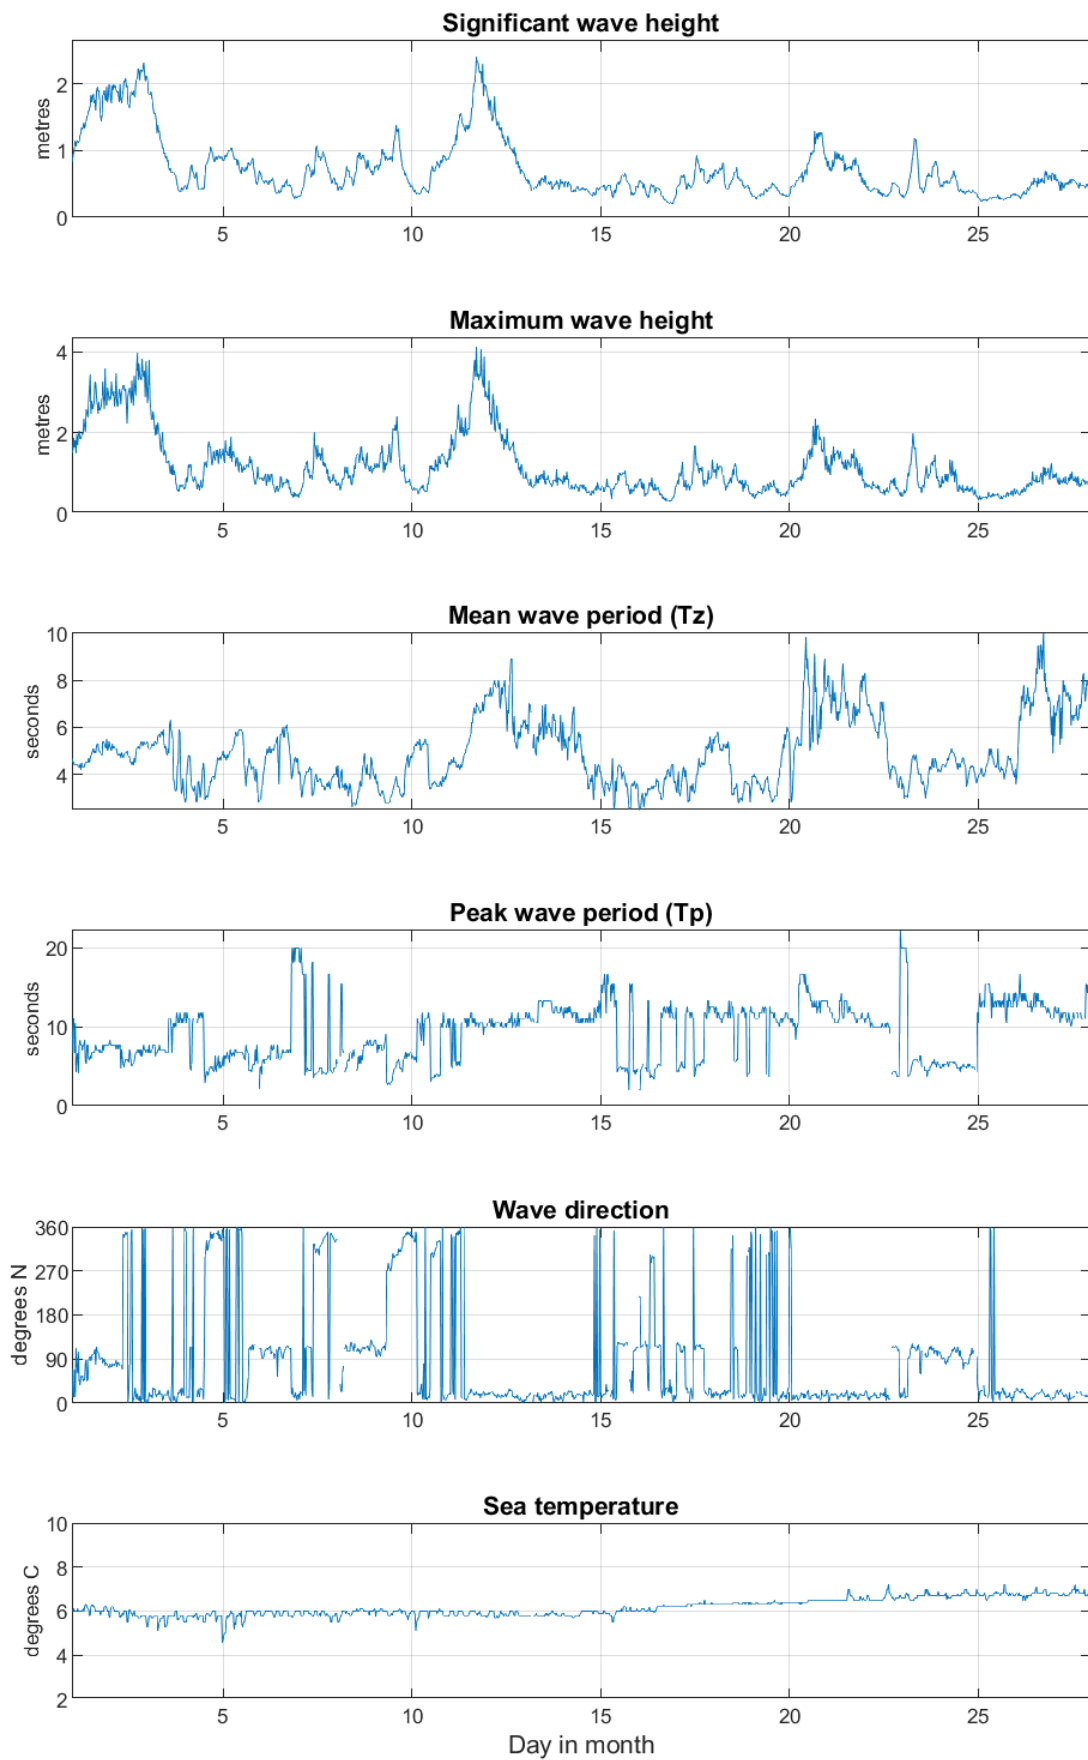 Significant wave height
metres
2
1
0
5 10 15 20 25
Maximum wave height
metres
4
2
0
5 10 15 20 25
Mean wave period (Tz)
seconds
10
8
6
4
5 10 15 20 25
Peak wave period (Tp)
seconds
20
10
0
5 10 15 20 25
Wave direction
degrees N
360
270
180
90
0
5 10 15 20 25
Sea temperature
degrees C
10
8
6
4
2
5 10 15 20 25
Day in month